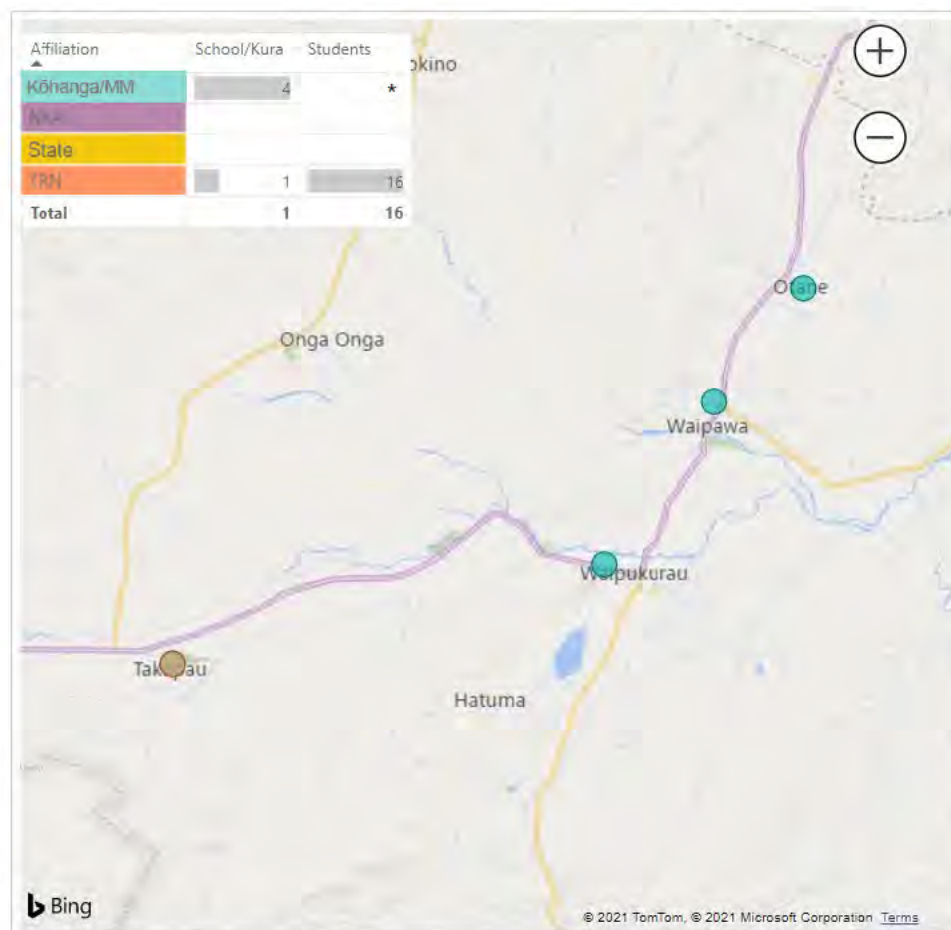 Affiliation School/Kura Students
Kōhanga/MM 4 *
NKAI
State
TRN 1 16
Total 1 16
okino
Otane
Onga Onga
Waipawa
Waipukurau
Takapau
Hatuma
Bing
© 2021 TomTom, © 2021 Microsoft Corporation Terms